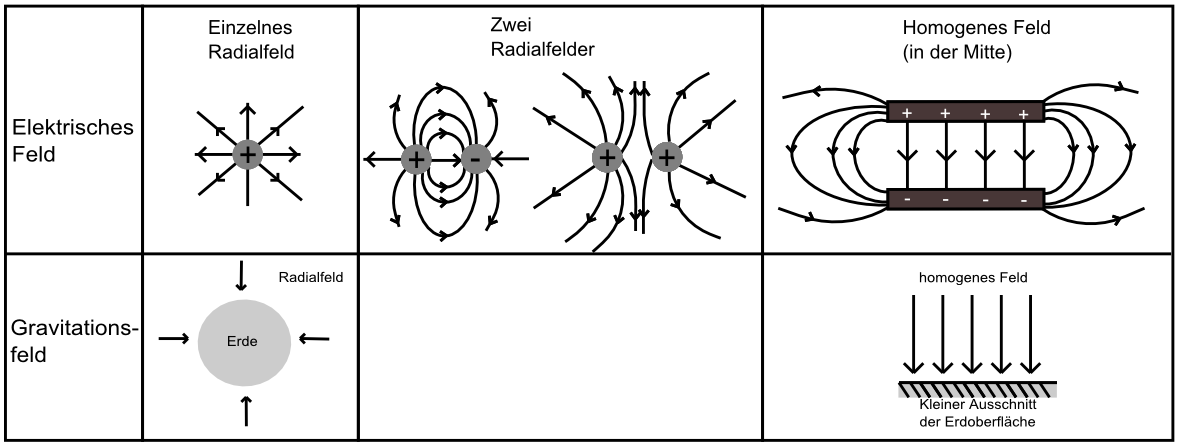 Einzelnes
Radialfeld
Zwei
Radialfelder
Homogenes Feld
(in der Mitte)
Elektrisches
Feld
+
+ -
+ +
+ + + +
- - - -
Gravitations-
feld
Radialfeld
Erde
homogenes Feld
Kleiner Ausschnitt
der Erdoberfläche